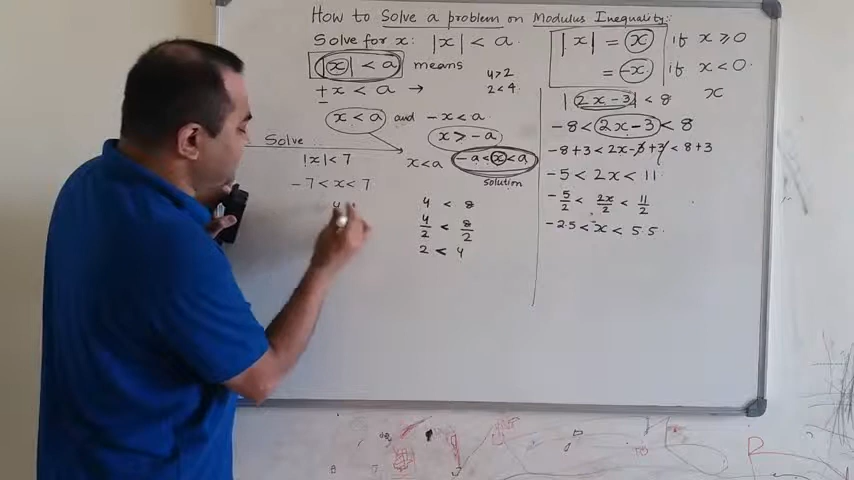 How to Solve a problem on Modulus Inequality:
Solve for x: |x| < a
|x| < a means
± x < a →
4 > 2
2 < 4
x < a and -x < a
x > -a
x < a -a < x < a
solution
Solve
|x| < 7
-7 < x < 7
4 < 8
4/2 < 8/2
2 < 4
|x| = x if x ≥ 0
= -x if x < 0
x
|2x-3| < 8
-8 < 2x-3 < 8
-8+3 < 2x-3+3 < 8+3
-5 < 2x < 11
-5/2 < 2x/2 < 11/2
-2.5 < x < 5.5